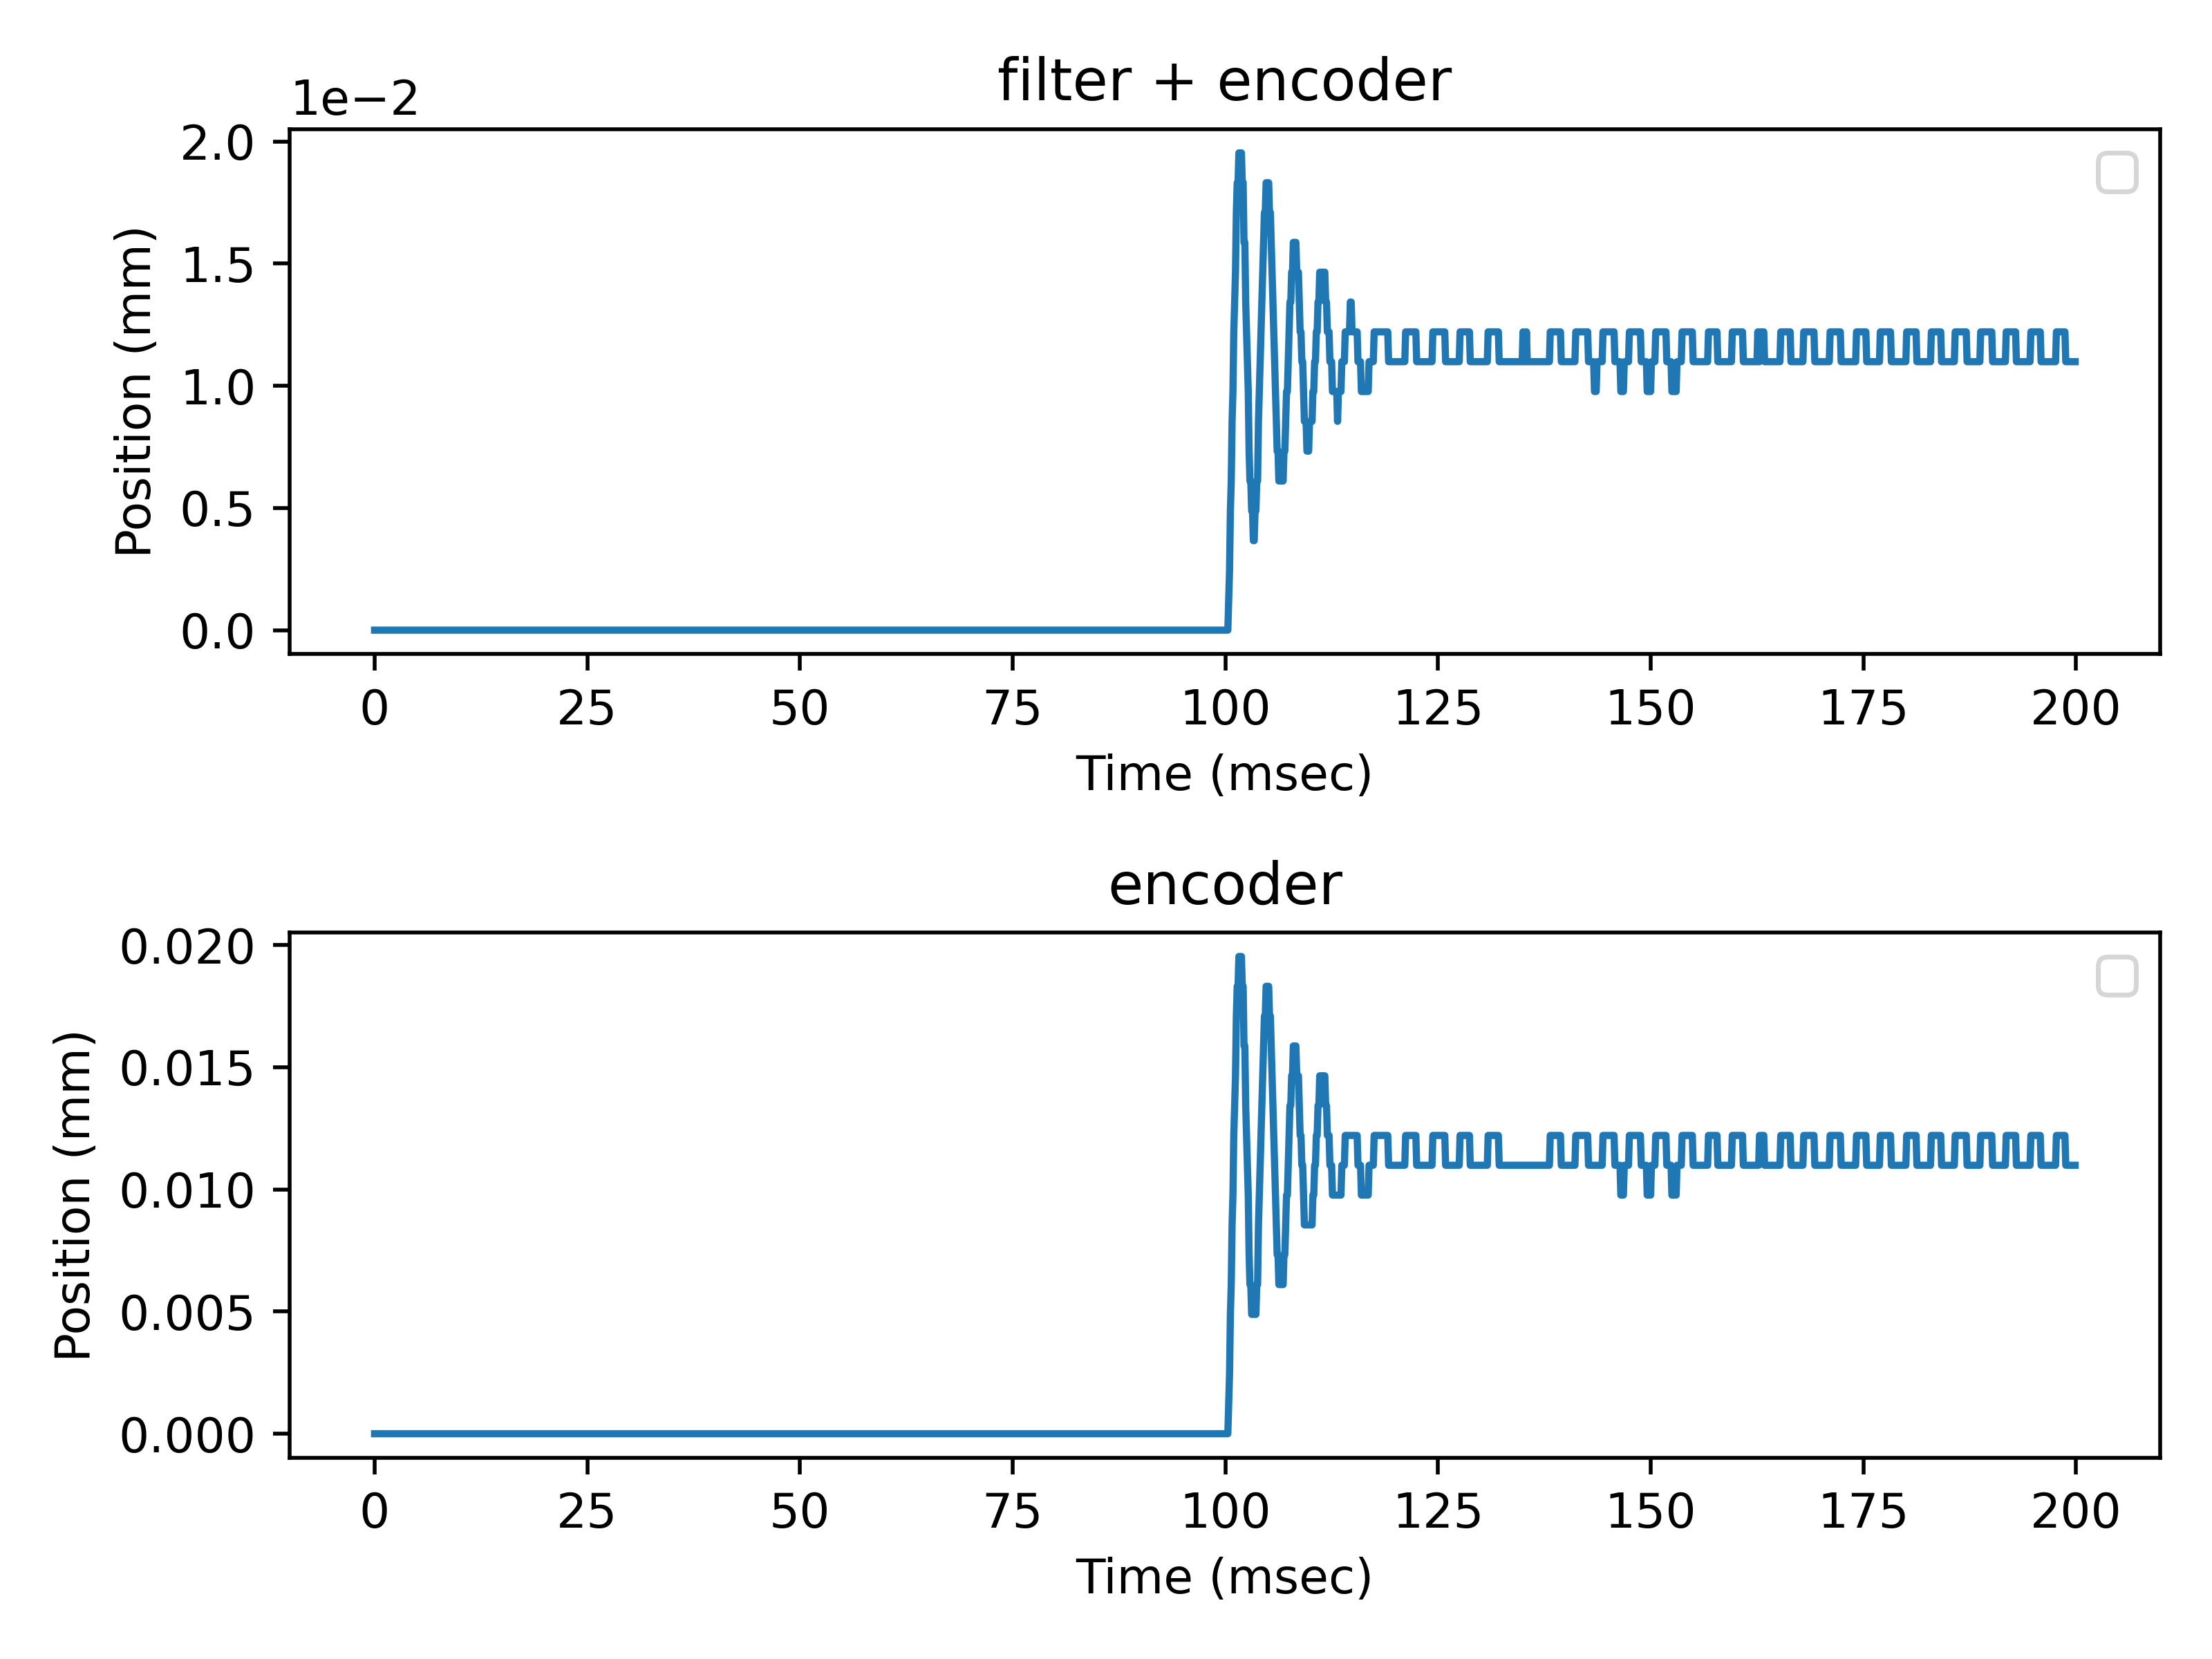 filter + encoder
1e−2
2.0
1.5
1.0
0.5
0.0
Position (mm)
0 25 50 75 100 125 150 175 200
Time (msec)
encoder
0.020
0.015
0.010
0.005
0.000
Position (mm)
0 25 50 75 100 125 150 175 200
Time (msec)